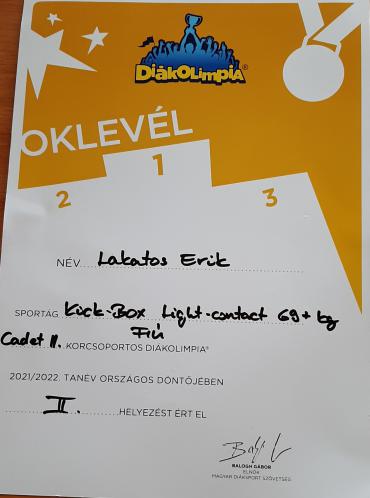 DIÁKOLIMPIA®
OKLEVÉL
1
2
3
NÉV Lakatos Erik
SPORTÁG Kick-Box Light-contact 69+ kg
Fiú
Cadet II. KORCSOPORTOS DIÁKOLIMPIA®
2021/2022. TANÉV ORSZÁGOS DÖNTŐJÉBEN
II. HELYEZÉST ÉRT EL
BALOGH GÁBOR
ELNÖK
MAGYAR DIÁKSPORT SZÖVETSÉG